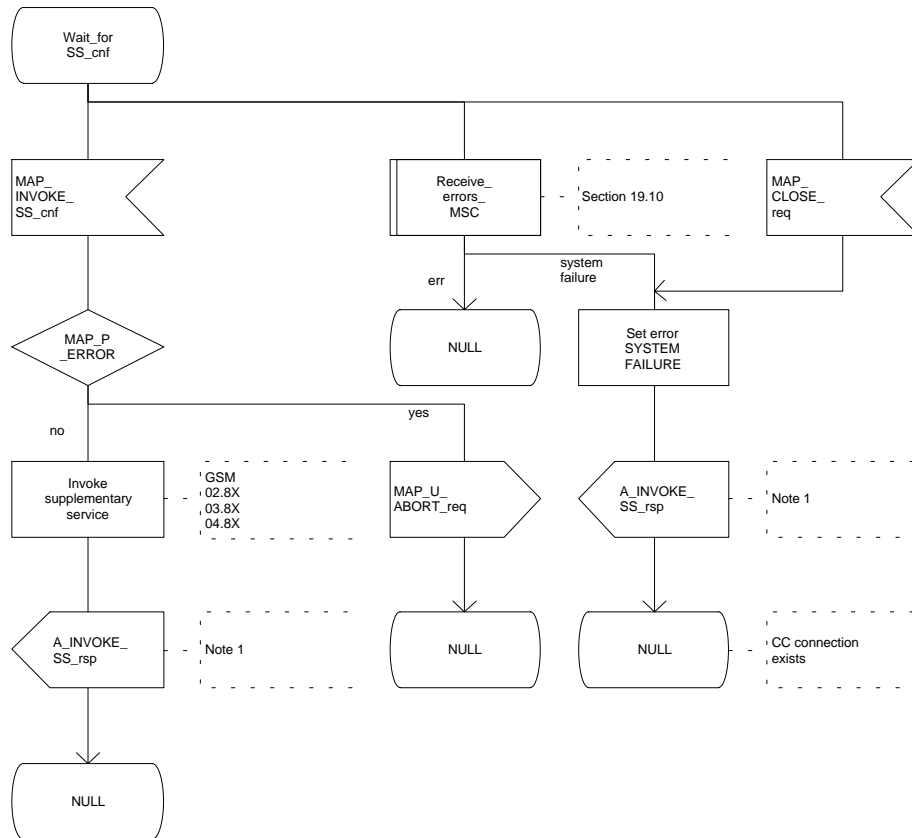 Wait_for
SS_cnf
MAP_
INVOKE_
SS_cnf
Receive_
errors_
MSC
Section 19.10
MAP_
CLOSE_
req
err
system
failure
MAP_P
_ERROR
NULL
Set error
SYSTEM
FAILURE
no
yes
Invoke
supplementary
service
GSM
02.8X
03.8X
04.8X
MAP_U_
ABORT_req
A_INVOKE_
SS_rsp
Note 1
A_INVOKE_
SS_rsp
Note 1
NULL
NULL
CC connection
exists
NULL